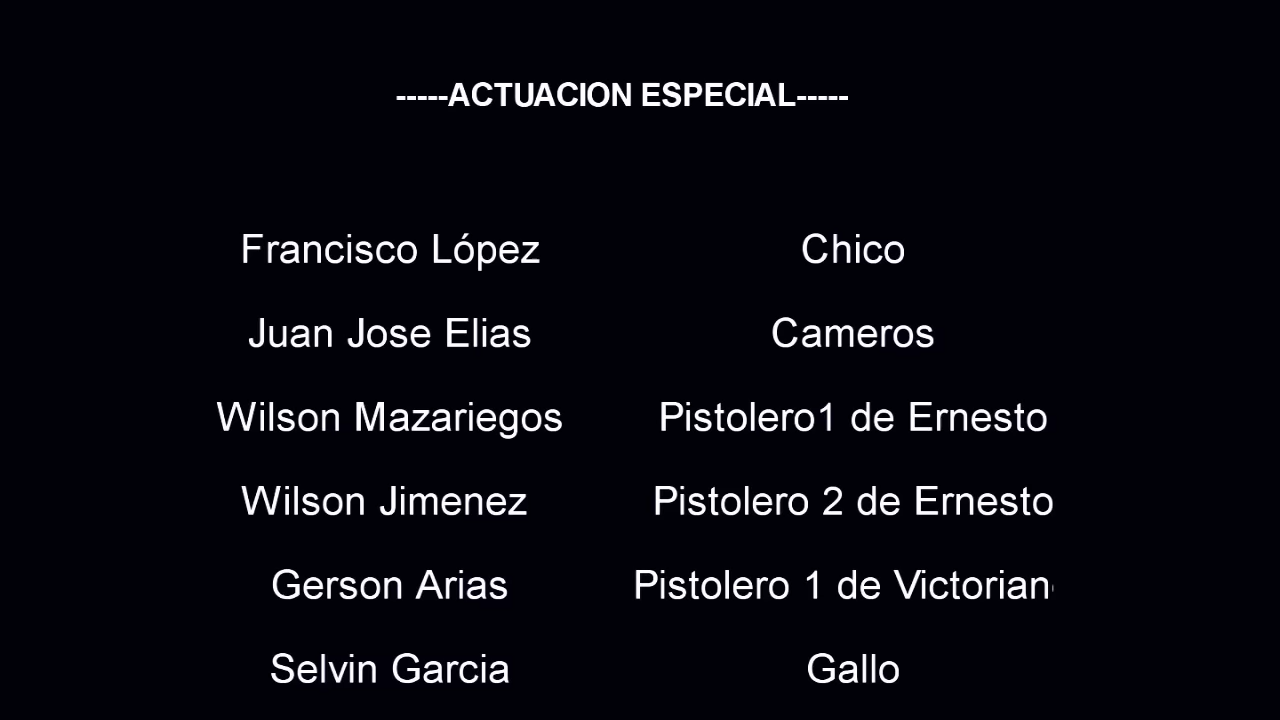 -----ACTUACION ESPECIAL-----
Francisco López Chico
Juan Jose Elias Cameros
Wilson Mazariegos Pistolero1 de Ernesto
Wilson Jimenez Pistolero 2 de Ernesto
Gerson Arias Pistolero 1 de Victorian
Selvin Garcia Gallo